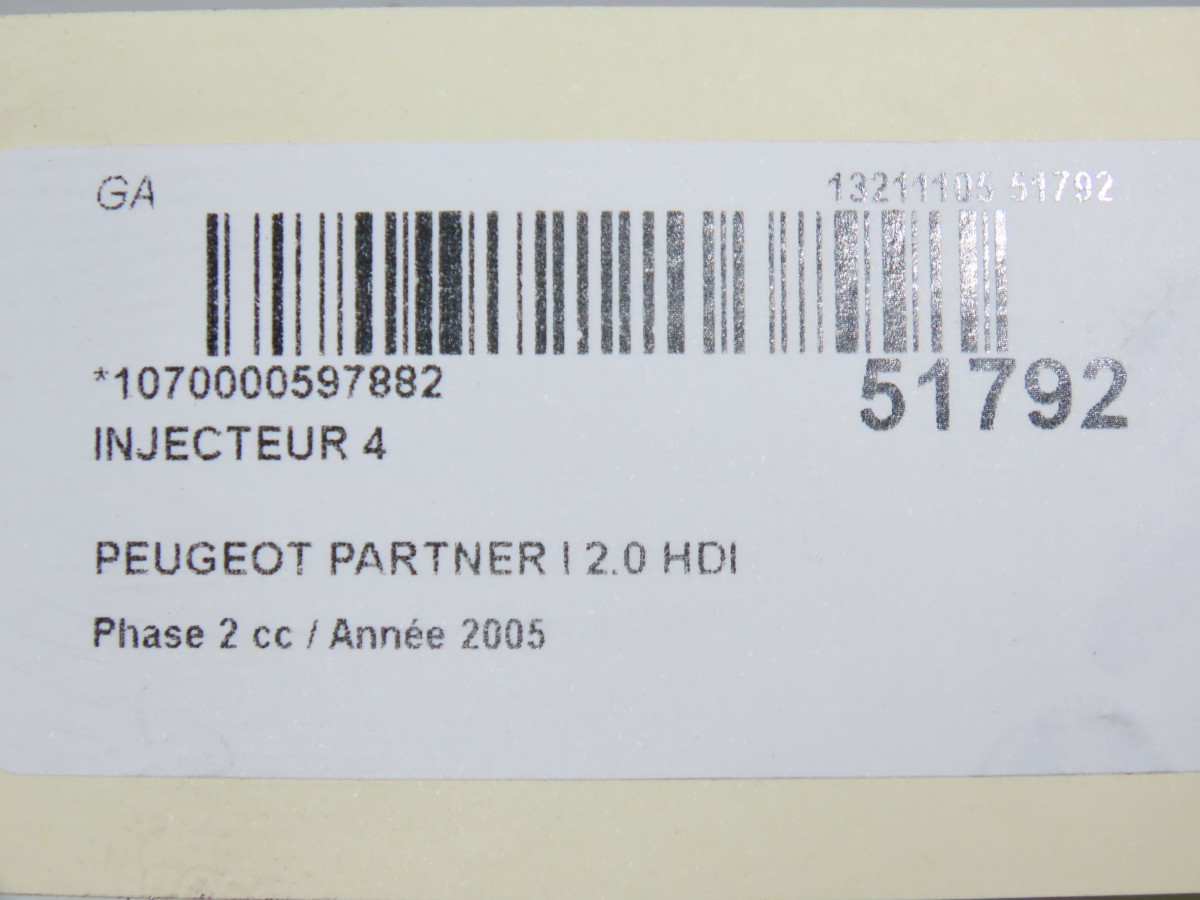 GA
13211105 51792
*1070000597882
51792
INJECTEUR 4
PEUGEOT PARTNER I 2.0 HDI
Phase 2 cc / Année 2005